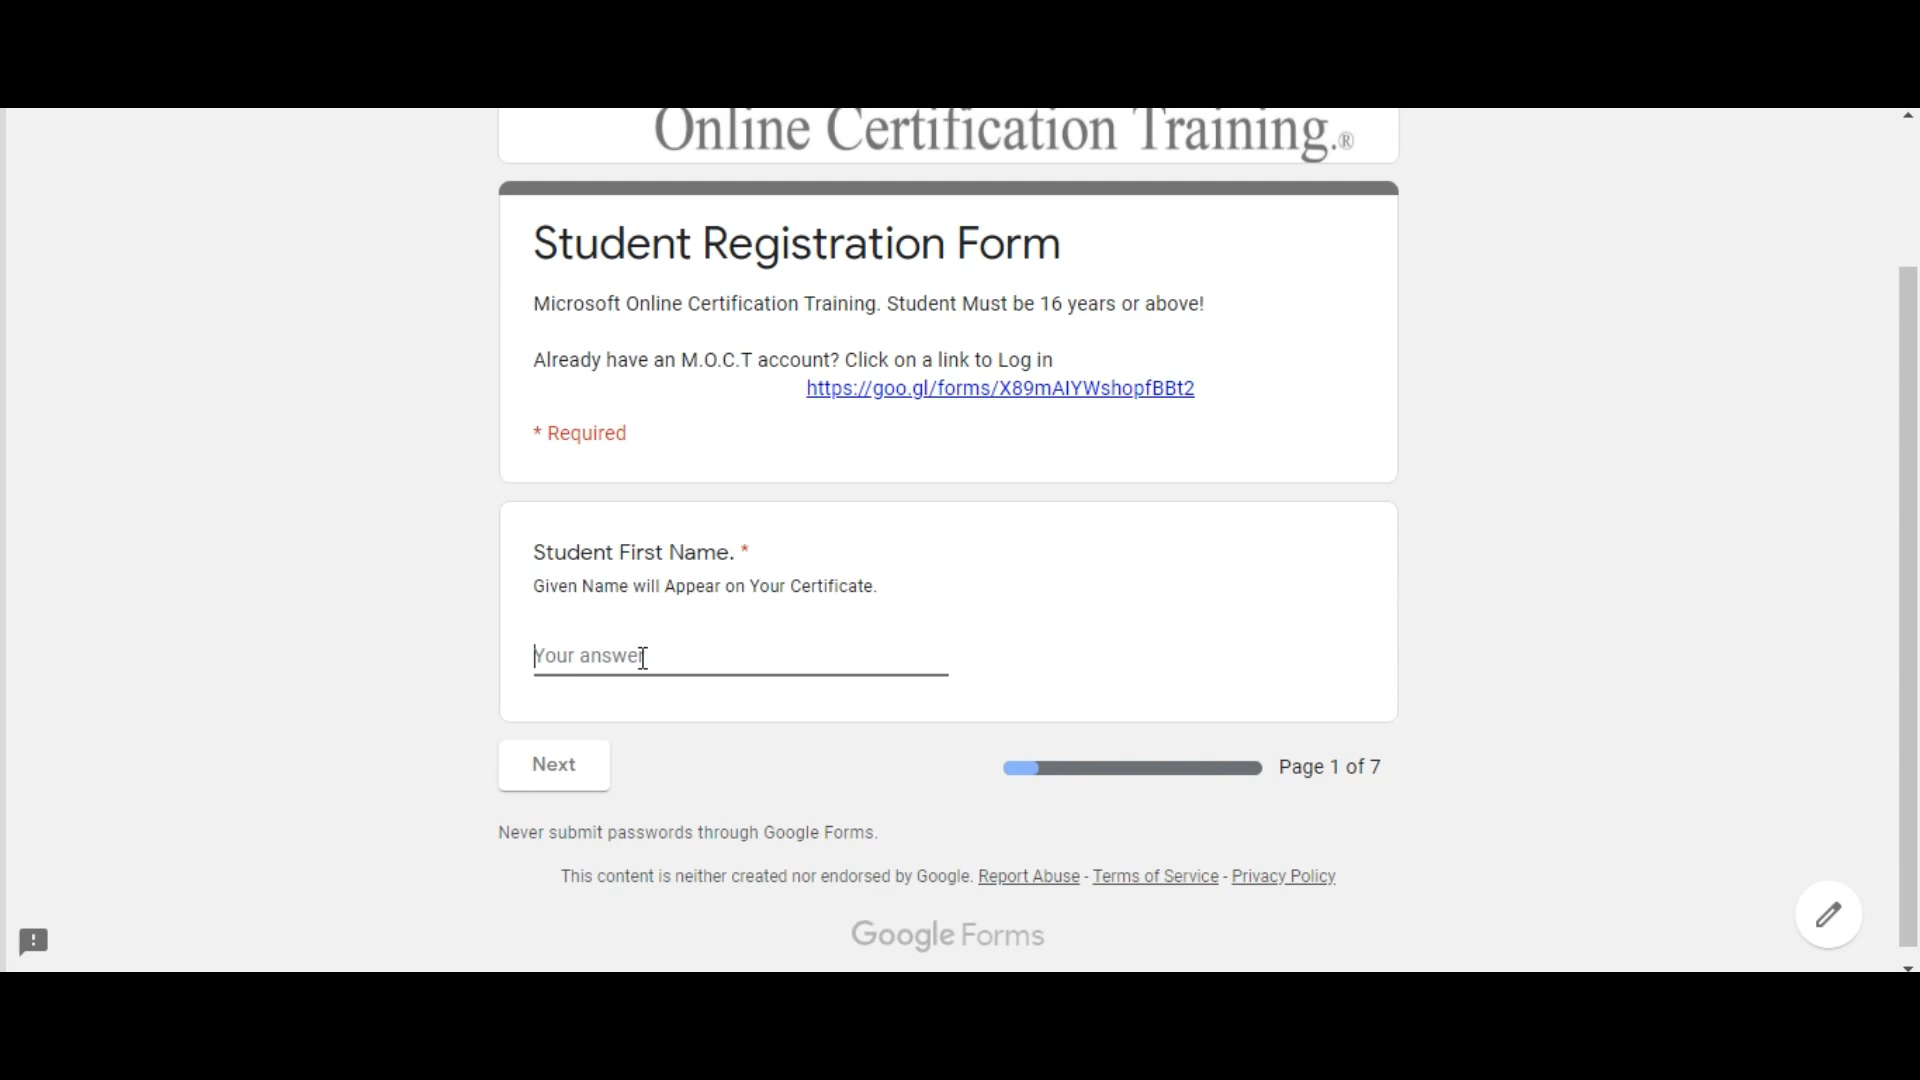 Online Certification Training.®
Student Registration Form
Microsoft Online Certification Training. Student Must be 16 years or above!
Already have an M.O.C.T account? Click on a link to Log in
https://goo.gl/forms/X89mAIYWshopfBBt2
* Required
Student First Name. *
Given Name will Appear on Your Certificate.
Your answer
Next
Page 1 of 7
Never submit passwords through Google Forms.
This content is neither created nor endorsed by Google. Report Abuse - Terms of Service - Privacy Policy
Google Forms